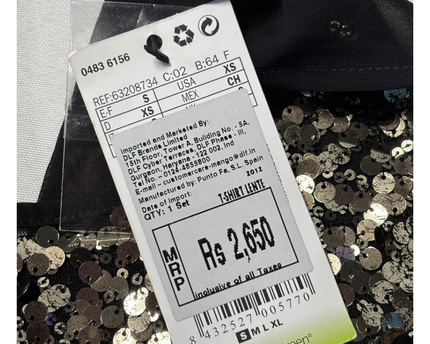 0483 6156
REF:63208734 C:02 B:64 F
E-F S USA XS
D XS MEX CH
Imported and Marketed By:
DLF Brands Limited
15th Floor, Tower A, Building No. - 5A,
DLF Cyber Terraces, DLF Phase - III,
Gurgaon, Haryana - 122 002.Ind
Tel No. - 0124-4655800
E-mail - customercare-mango@dlf.in
Manufactured by: Punto Fa, S.L. Spain
Date of Import: 2012
QTY: 1 Set
T-SHIRT LENTE
MRP
Rs 2,650
Inclusive of all Taxes
8 432527 005770
S M L XL